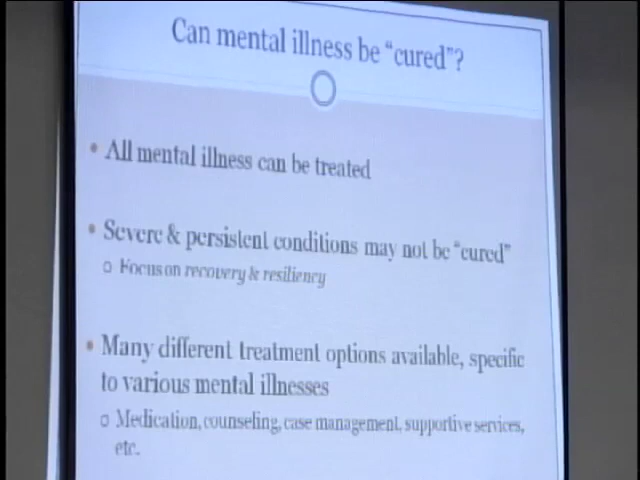 Can mental illness be “cured”?
• All mental illness can be treated
• Severe & persistent conditions may not be “cured”
o Focus on recovery & resiliency
• Many different treatment options available, specific
to various mental illnesses
o Medication, counseling, case management, supportive services,
etc.